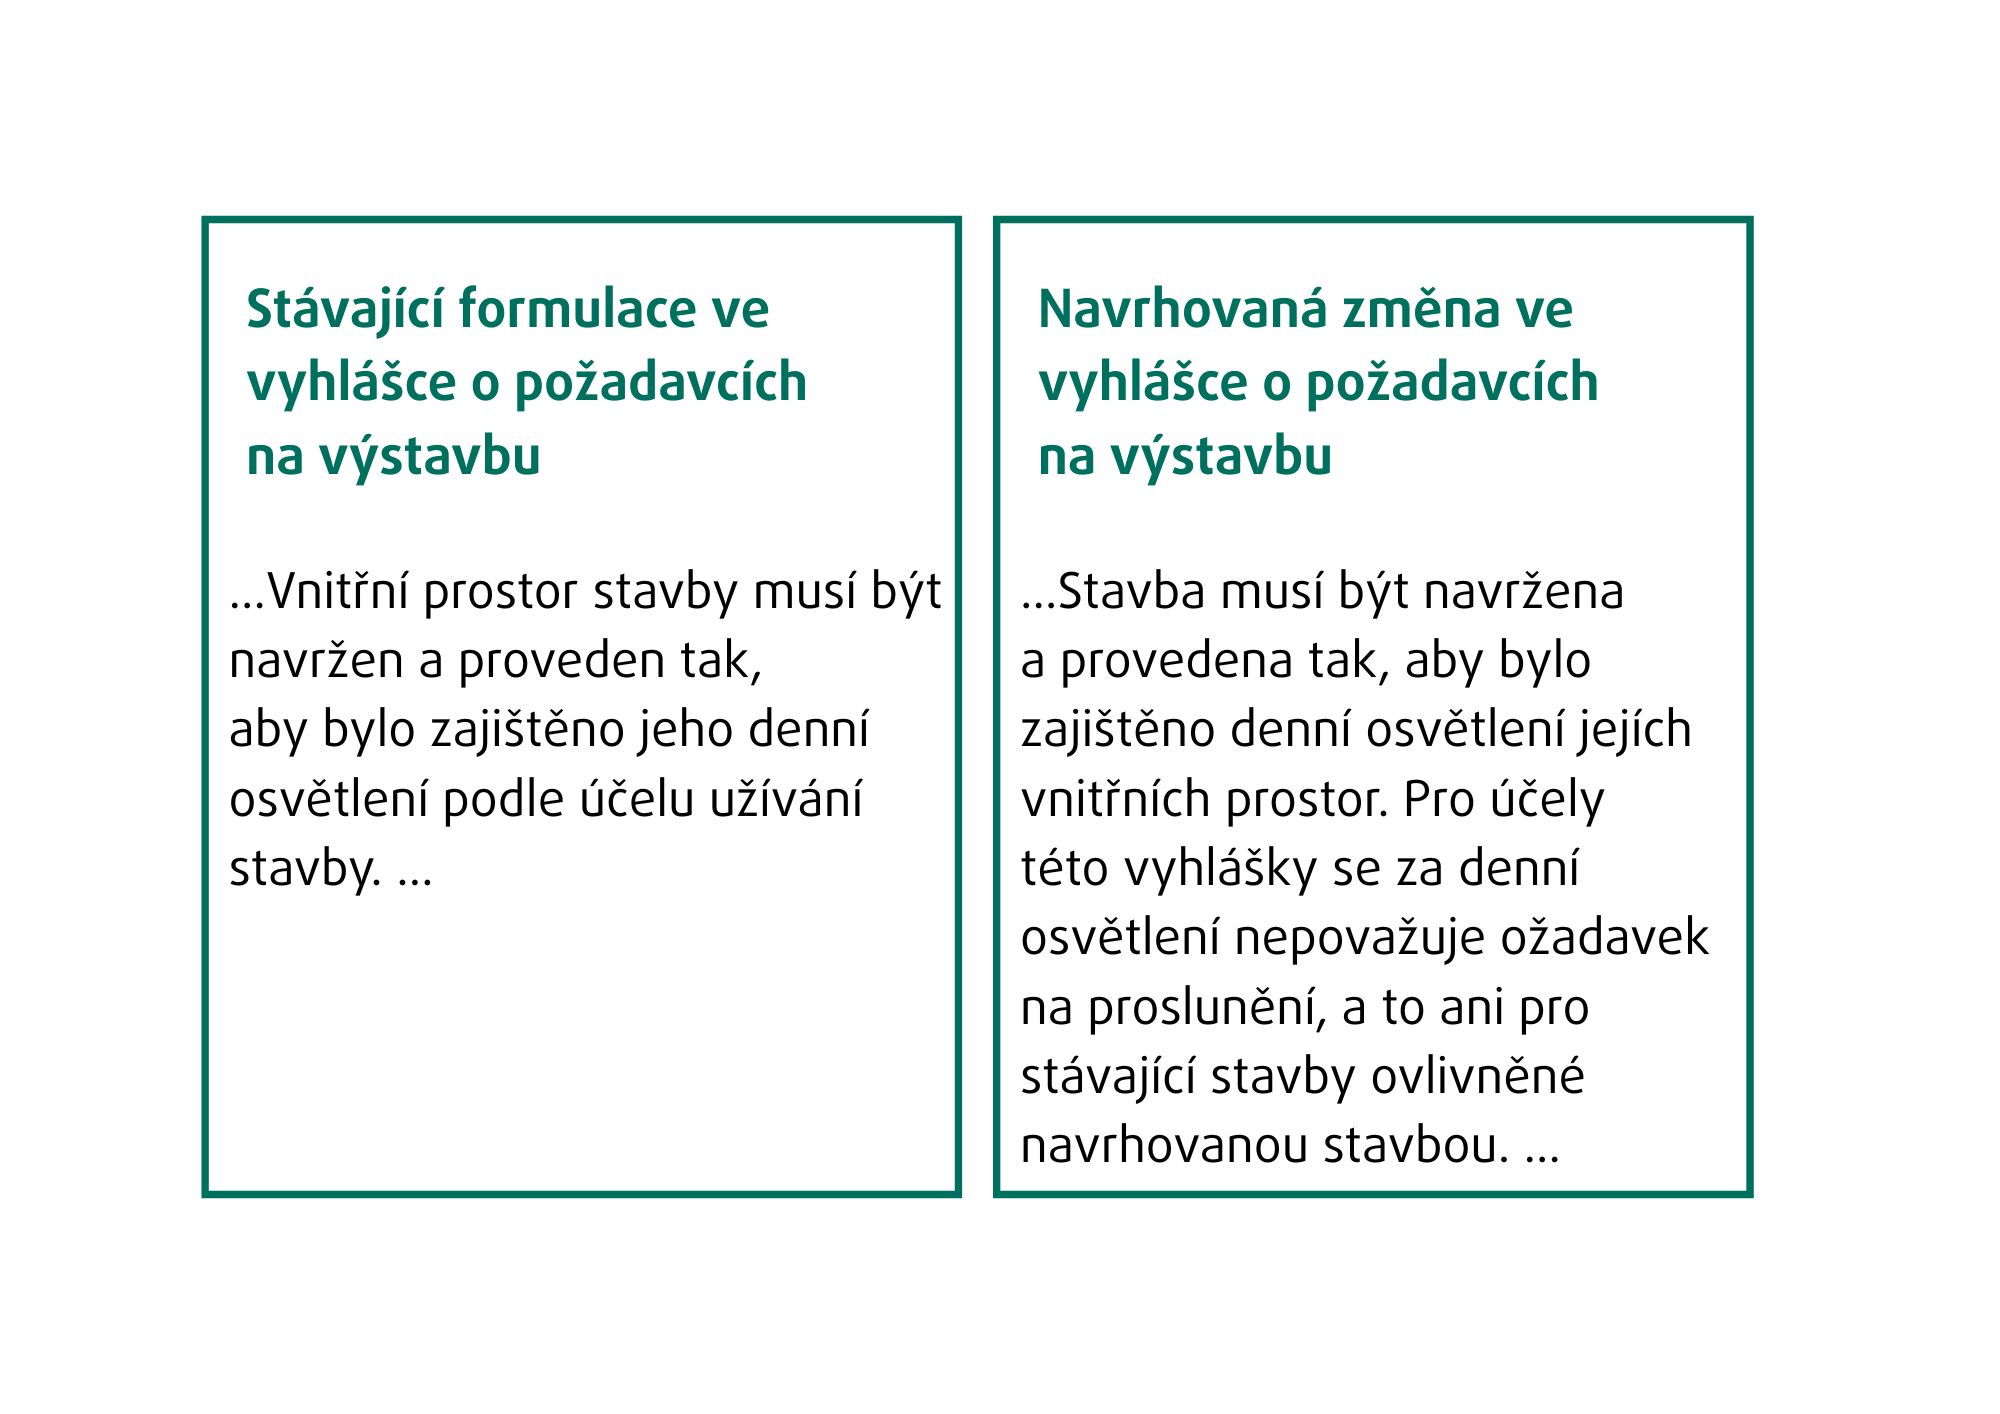 Stávající formulace ve
vyhlášce o požadavcích
na výstavbu
...Vnitřní prostor stavby musí být
navržen a proveden tak,
aby bylo zajištěno jeho denní
osvětlení podle účelu užívání
stavby. ...
Navrhovaná změna ve
vyhlášce o požadavcích
na výstavbu
...Stavba musí být navržena
a provedena tak, aby bylo
zajištěno denní osvětlení jejích
vnitřních prostor. Pro účely
této vyhlášky se za denní
osvětlení nepovažuje ožadavek
na proslunění, a to ani pro
stávající stavby ovlivněné
navrhovanou stavbou. ...